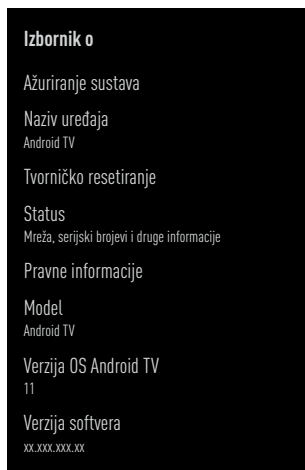 Izbornik o
Ažuriranje sustava
Naziv uređaja
Android TV
Tvorničko resetiranje
Status
Mreža, serijski brojevi i druge informacije
Pravne informacije
Model
Android TV
Verzija OS Android TV
11
Verzija softvera
xx.xxx.xxx.xx